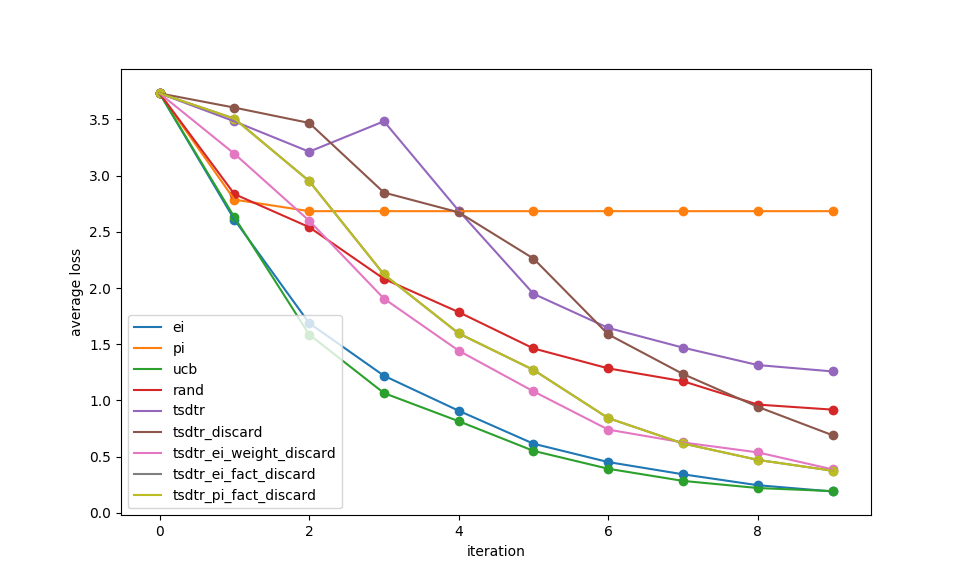 3.5
3.0
2.5
2.0
1.5
1.0
0.5
0.0
average loss
ei
pi
ucb
rand
tsdtr
tsdtr_discard
tsdtr_ei_weight_discard
tsdtr_ei_fact_discard
tsdtr_pi_fact_discard
0 2 4 6 8
iteration